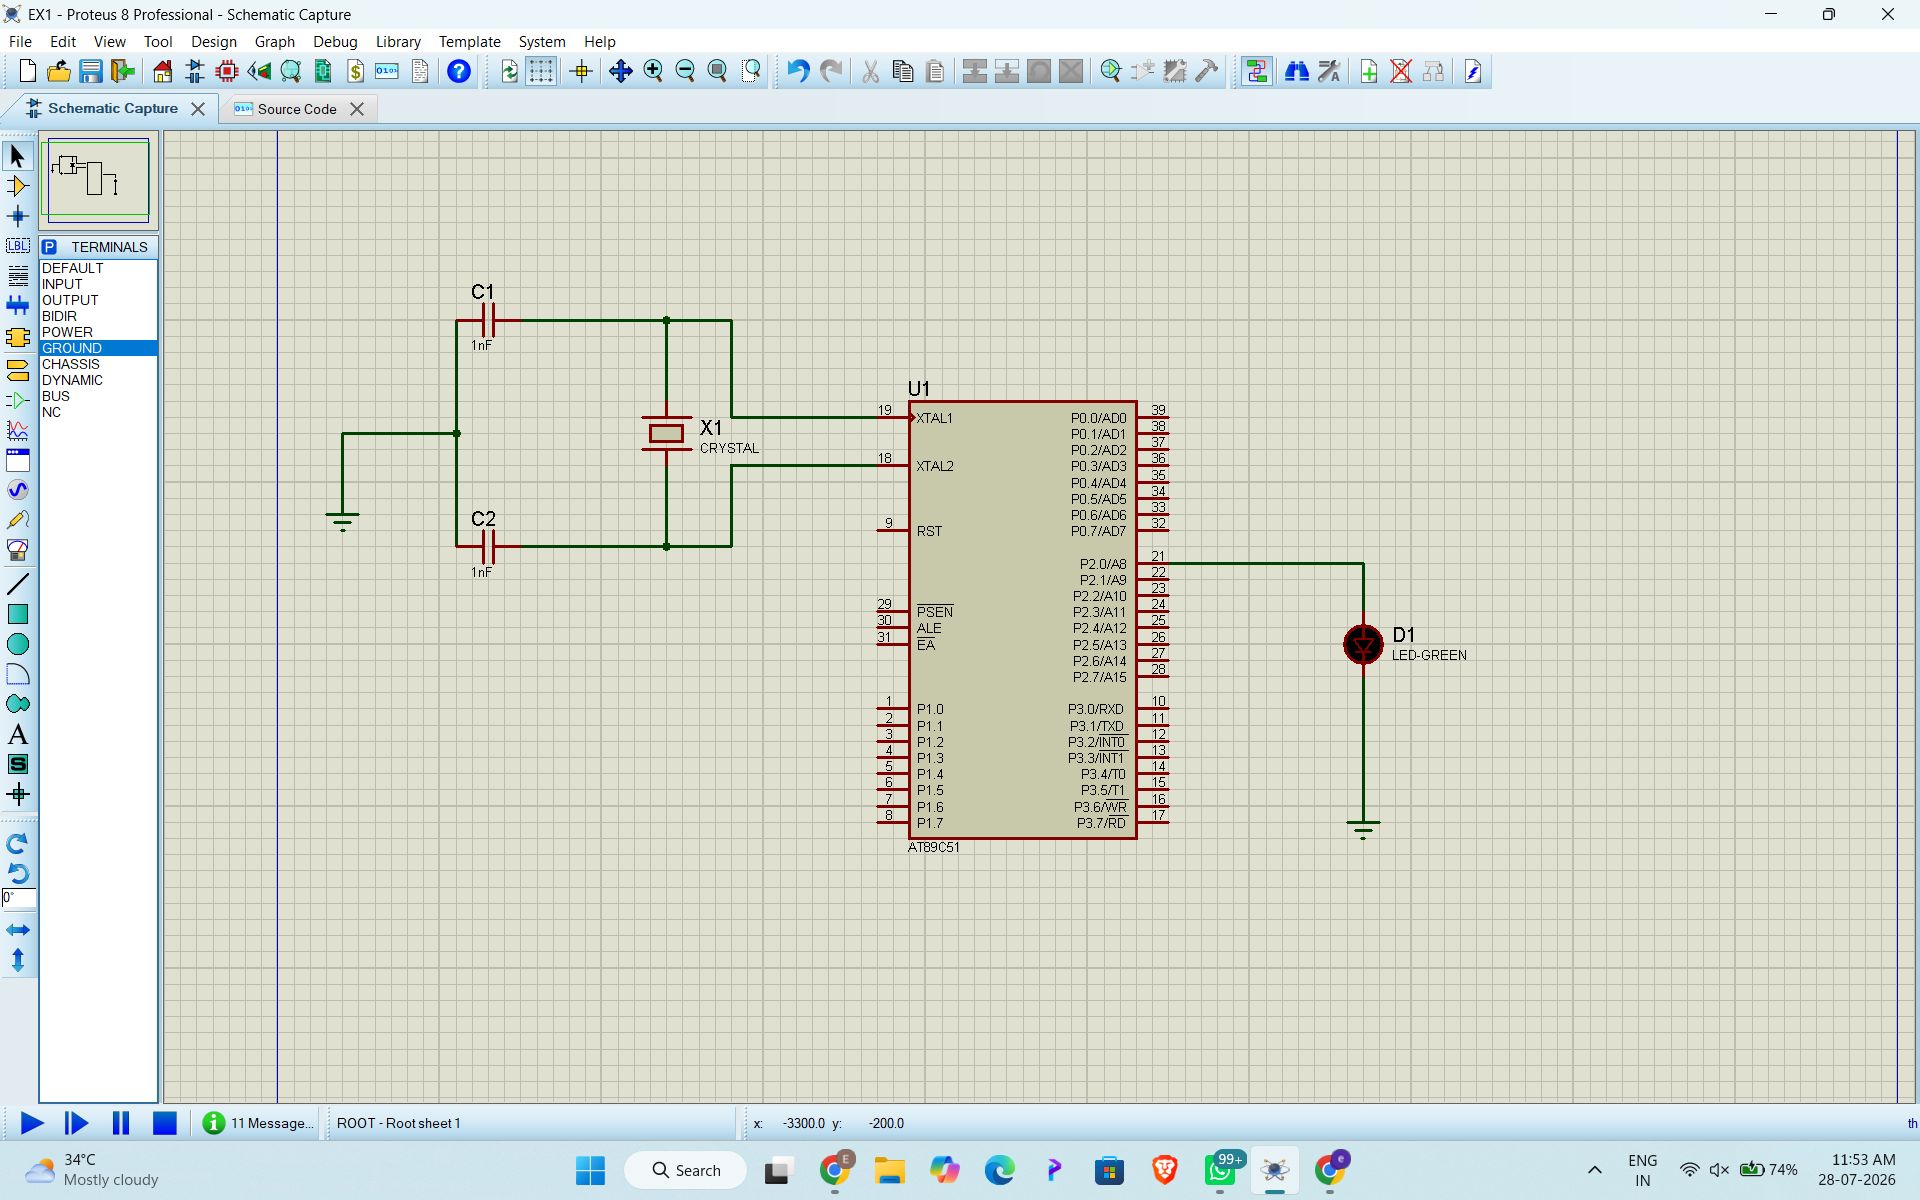 EX1 - Proteus 8 Professional - Schematic Capture
File Edit View Tool Design Graph Debug Library Template System Help
Schematic Capture
Source Code
LBL
A
S
0°
P TERMINALS
DEFAULT
INPUT
OUTPUT
BIDIR
POWER
GROUND
CHASSIS
DYNAMIC
BUS
NC
C1
1nF
X1
CRYSTAL
C2
1nF
U1
19 XTAL1
18 XTAL2
9 RST
29 PSEN
30 ALE
31 EA
1 P1.0
2 P1.1
3 P1.2
4 P1.3
5 P1.4
6 P1.5
7 P1.6
8 P1.7
P0.0/AD0 39
P0.1/AD1 38
P0.2/AD2 37
P0.3/AD3 36
P0.4/AD4 35
P0.5/AD5 34
P0.6/AD6 33
P0.7/AD7 32
P2.0/A8 21
P2.1/A9 22
P2.2/A10 23
P2.3/A11 24
P2.4/A12 25
P2.5/A13 26
P2.6/A14 27
P2.7/A15 28
P3.0/RXD 10
P3.1/TXD 11
P3.2/INT0 12
P3.3/INT1 13
P3.4/T0 14
P3.5/T1 15
P3.6/WR 16
P3.7/RD 17
AT89C51
D1
LED-GREEN
11 Message...
ROOT - Root sheet 1
x: -3300.0 y: -200.0
th
34°C
Mostly cloudy
Search
E
99+
e
ENG
IN
74%
11:53 AM
28-07-2026